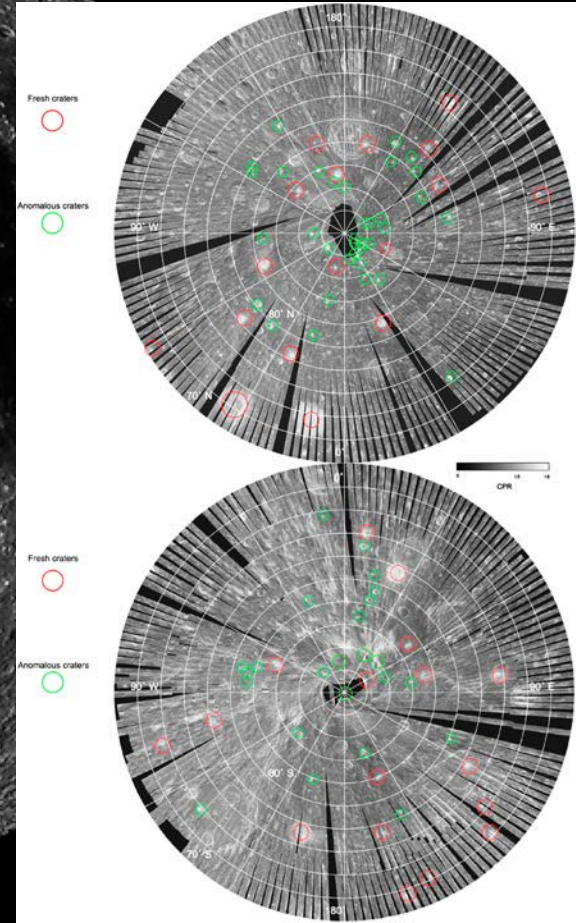 180°
Fresh craters
Anomalous craters
90° W
90° E
80° N
70° N
0°
CPR
0°
Fresh craters
Anomalous craters
90° W
90° E
80° S
70° S
180°